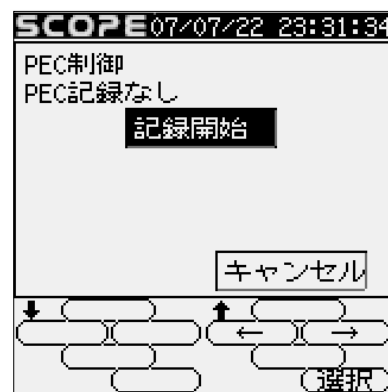 SCOPE 07/07/22 23:31:34
PEC制御
PEC記録なし
記録開始
キャンセル
↓ ↑
← →
選択